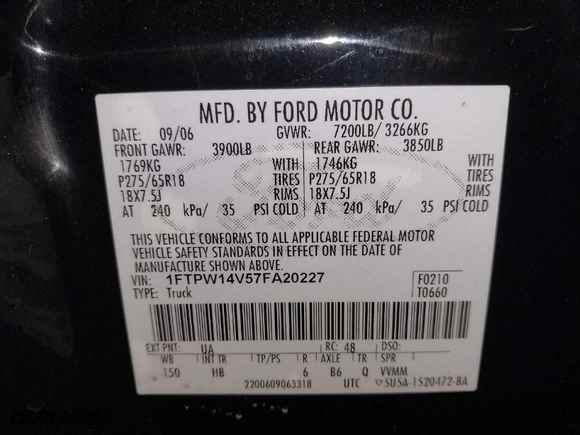 MFD. BY FORD MOTOR CO.
DATE: 09/06 GVWR: 7200LB/ 3266KG
FRONT GAWR: 3900LB REAR GAWR: 3850LB
1769KG WITH 1746KG WITH
P275/65R18 TIRES P275/65R18 TIRES
18X7.5J RIMS 18X7.5J RIMS
AT 240 kPa/ 35 PSI COLD AT 240 kPa/ 35 PSI COLD
THIS VEHICLE CONFORMS TO ALL APPLICABLE FEDERAL MOTOR
VEHICLE SAFETY STANDARDS IN EFFECT ON THE DATE OF
MANUFACTURE SHOWN ABOVE.
VIN: 1FTPW14V57FA20227 F0210
TYPE: Truck T0660
EXT PNT: UA RC: 48 DSO:
WB INT TR TP/PS R AXLE TR SPR
150 HB 6 B6 Q VVMM
2200609063318 UTC 5U5A-1520472-BA